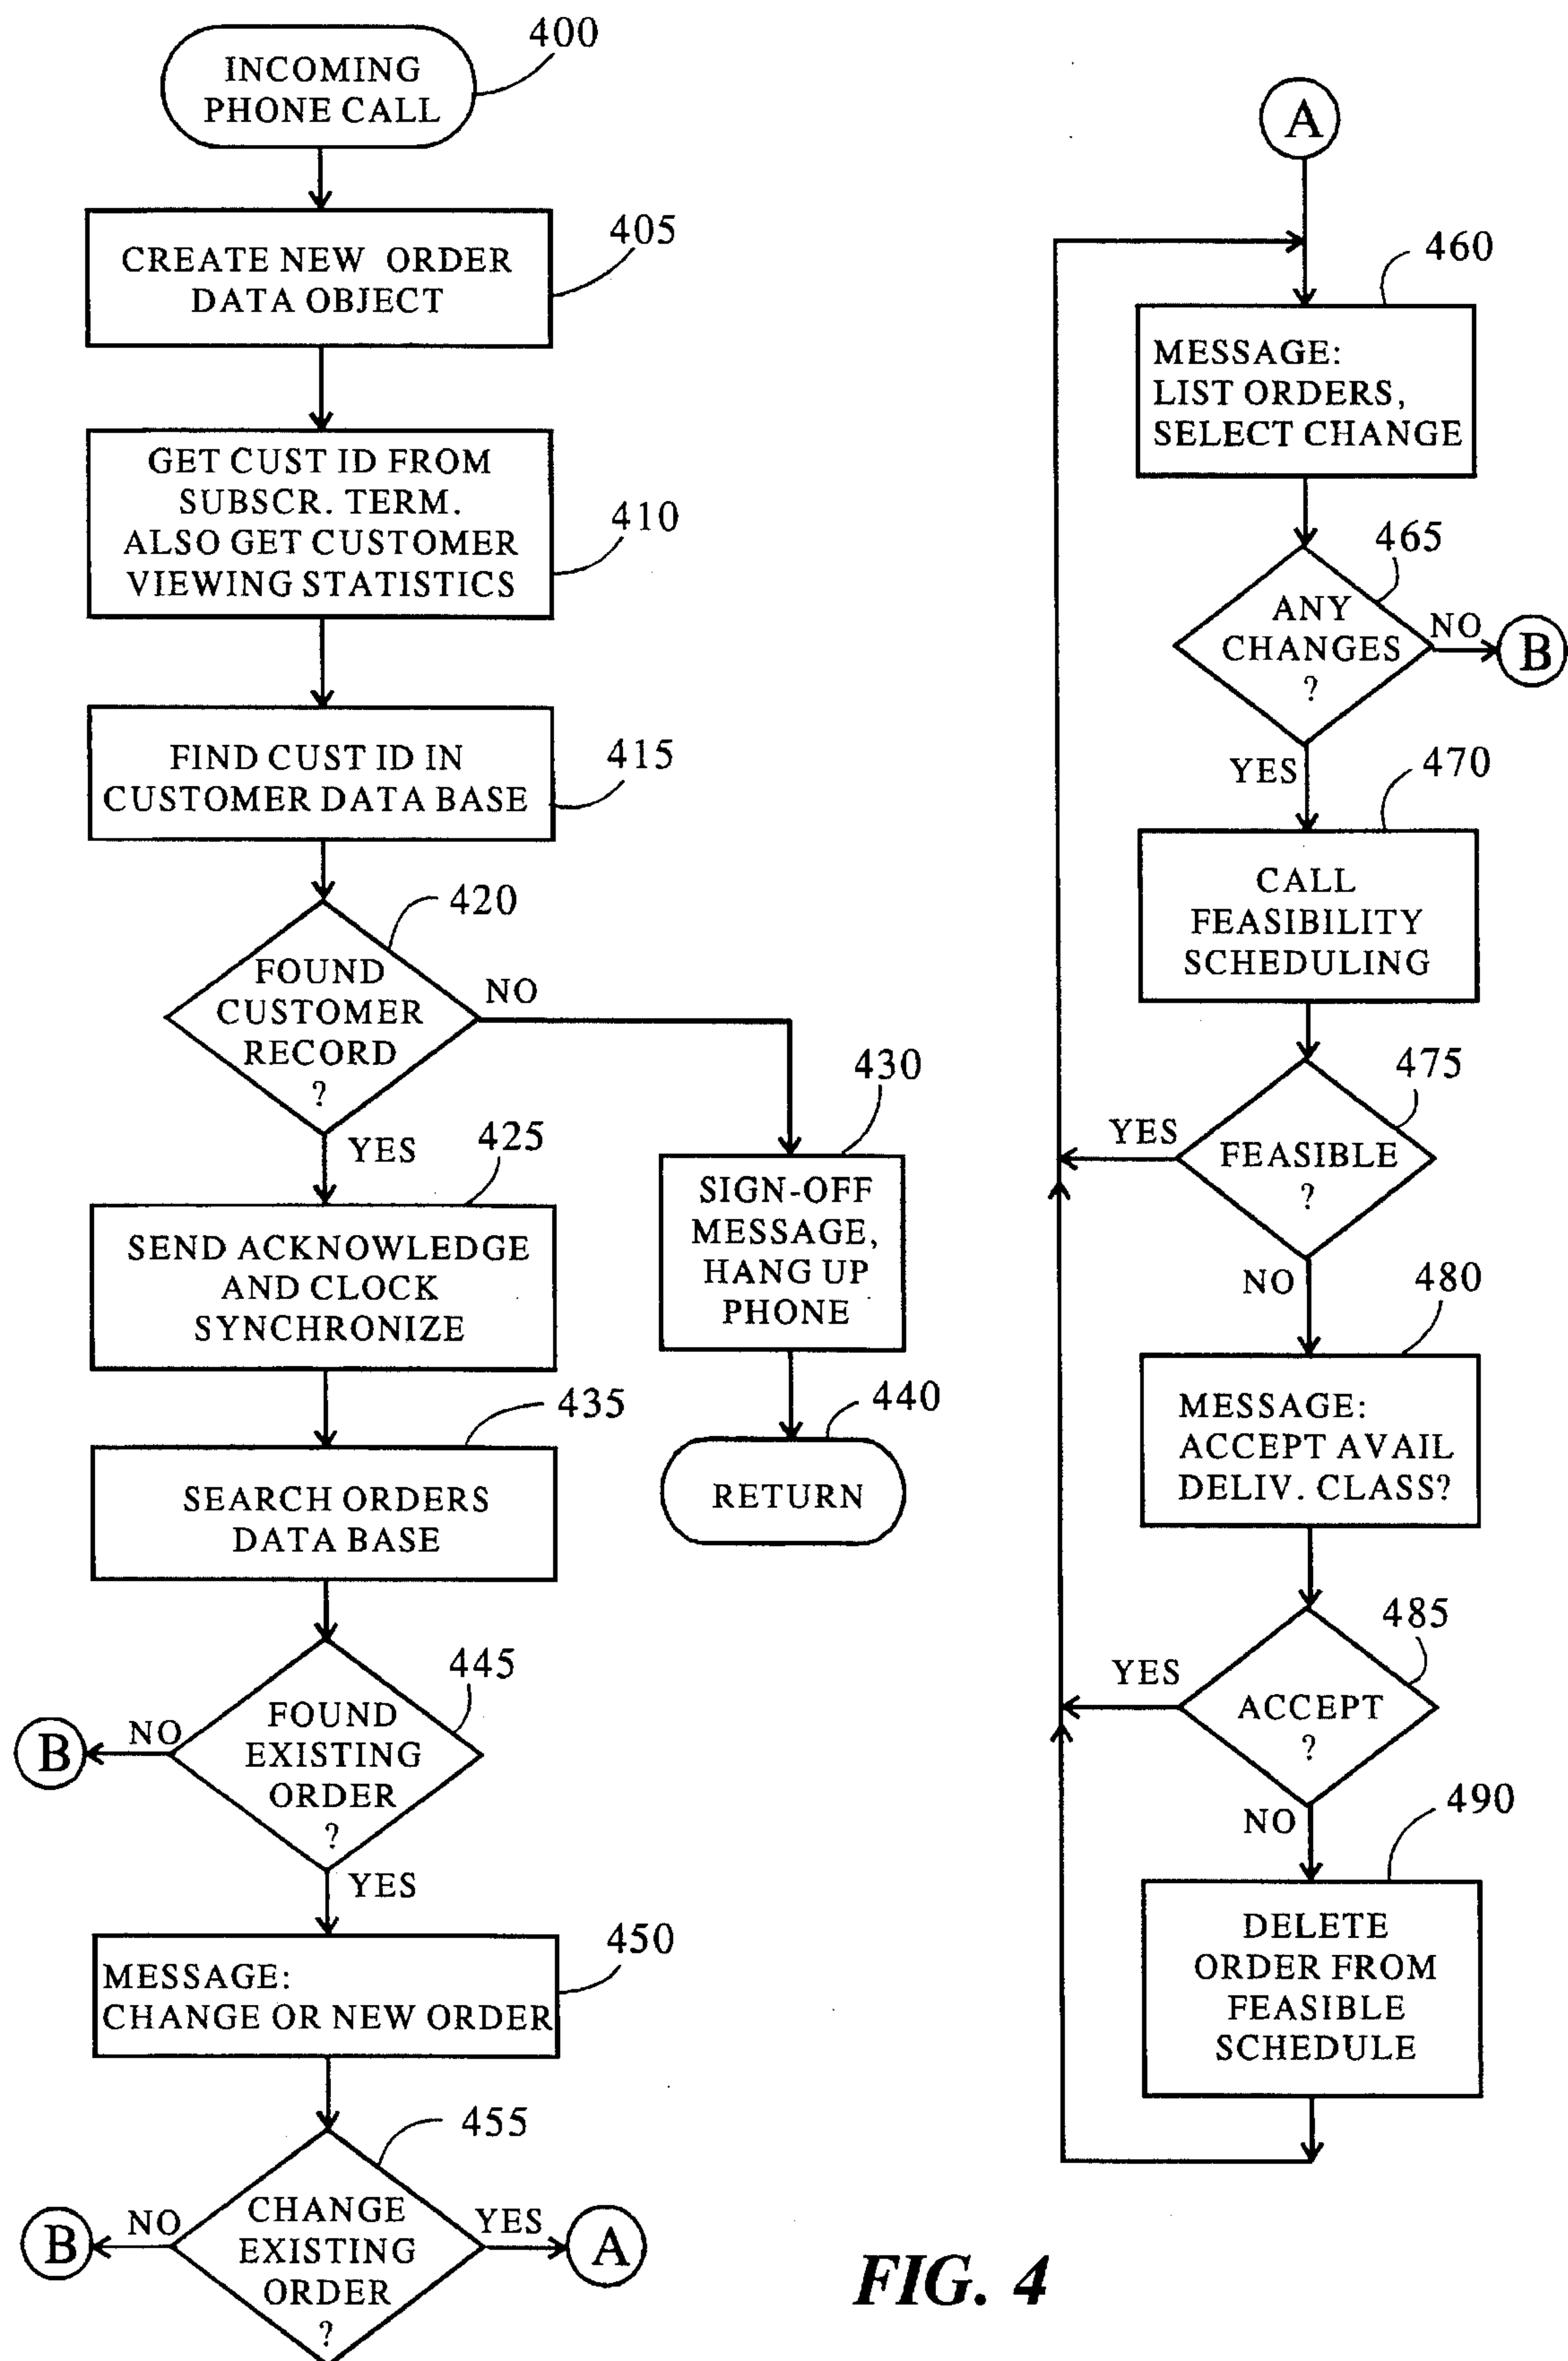 400
INCOMING
PHONE CALL
405
CREATE NEW ORDER
DATA OBJECT
GET CUST ID FROM
SUBSCR. TERM.
410
ALSO GET CUSTOMER
VIEWING STATISTICS
415
FIND CUST ID IN
CUSTOMER DATA BASE
420
FOUND
CUSTOMER
RECORD
?
NO
YES
425
SEND ACKNOWLEDGE
AND CLOCK
SYNCHRONIZE
430
SIGN-OFF
MESSAGE,
HANG UP
PHONE
440
RETURN
435
SEARCH ORDERS
DATA BASE
445
FOUND
EXISTING
ORDER
?
NO
B
YES
450
MESSAGE:
CHANGE OR NEW ORDER
455
CHANGE
EXISTING
ORDER
?
NO
B
YES
A
A
460
MESSAGE:
LIST ORDERS,
SELECT CHANGE
465
ANY
CHANGES
?
NO
B
YES
470
CALL
FEASIBILITY
SCHEDULING
475
YES
FEASIBLE
?
NO
480
MESSAGE:
ACCEPT AVAIL
DELIV. CLASS?
485
YES
ACCEPT
?
NO
490
DELETE
ORDER FROM
FEASIBLE
SCHEDULE
FIG. 4